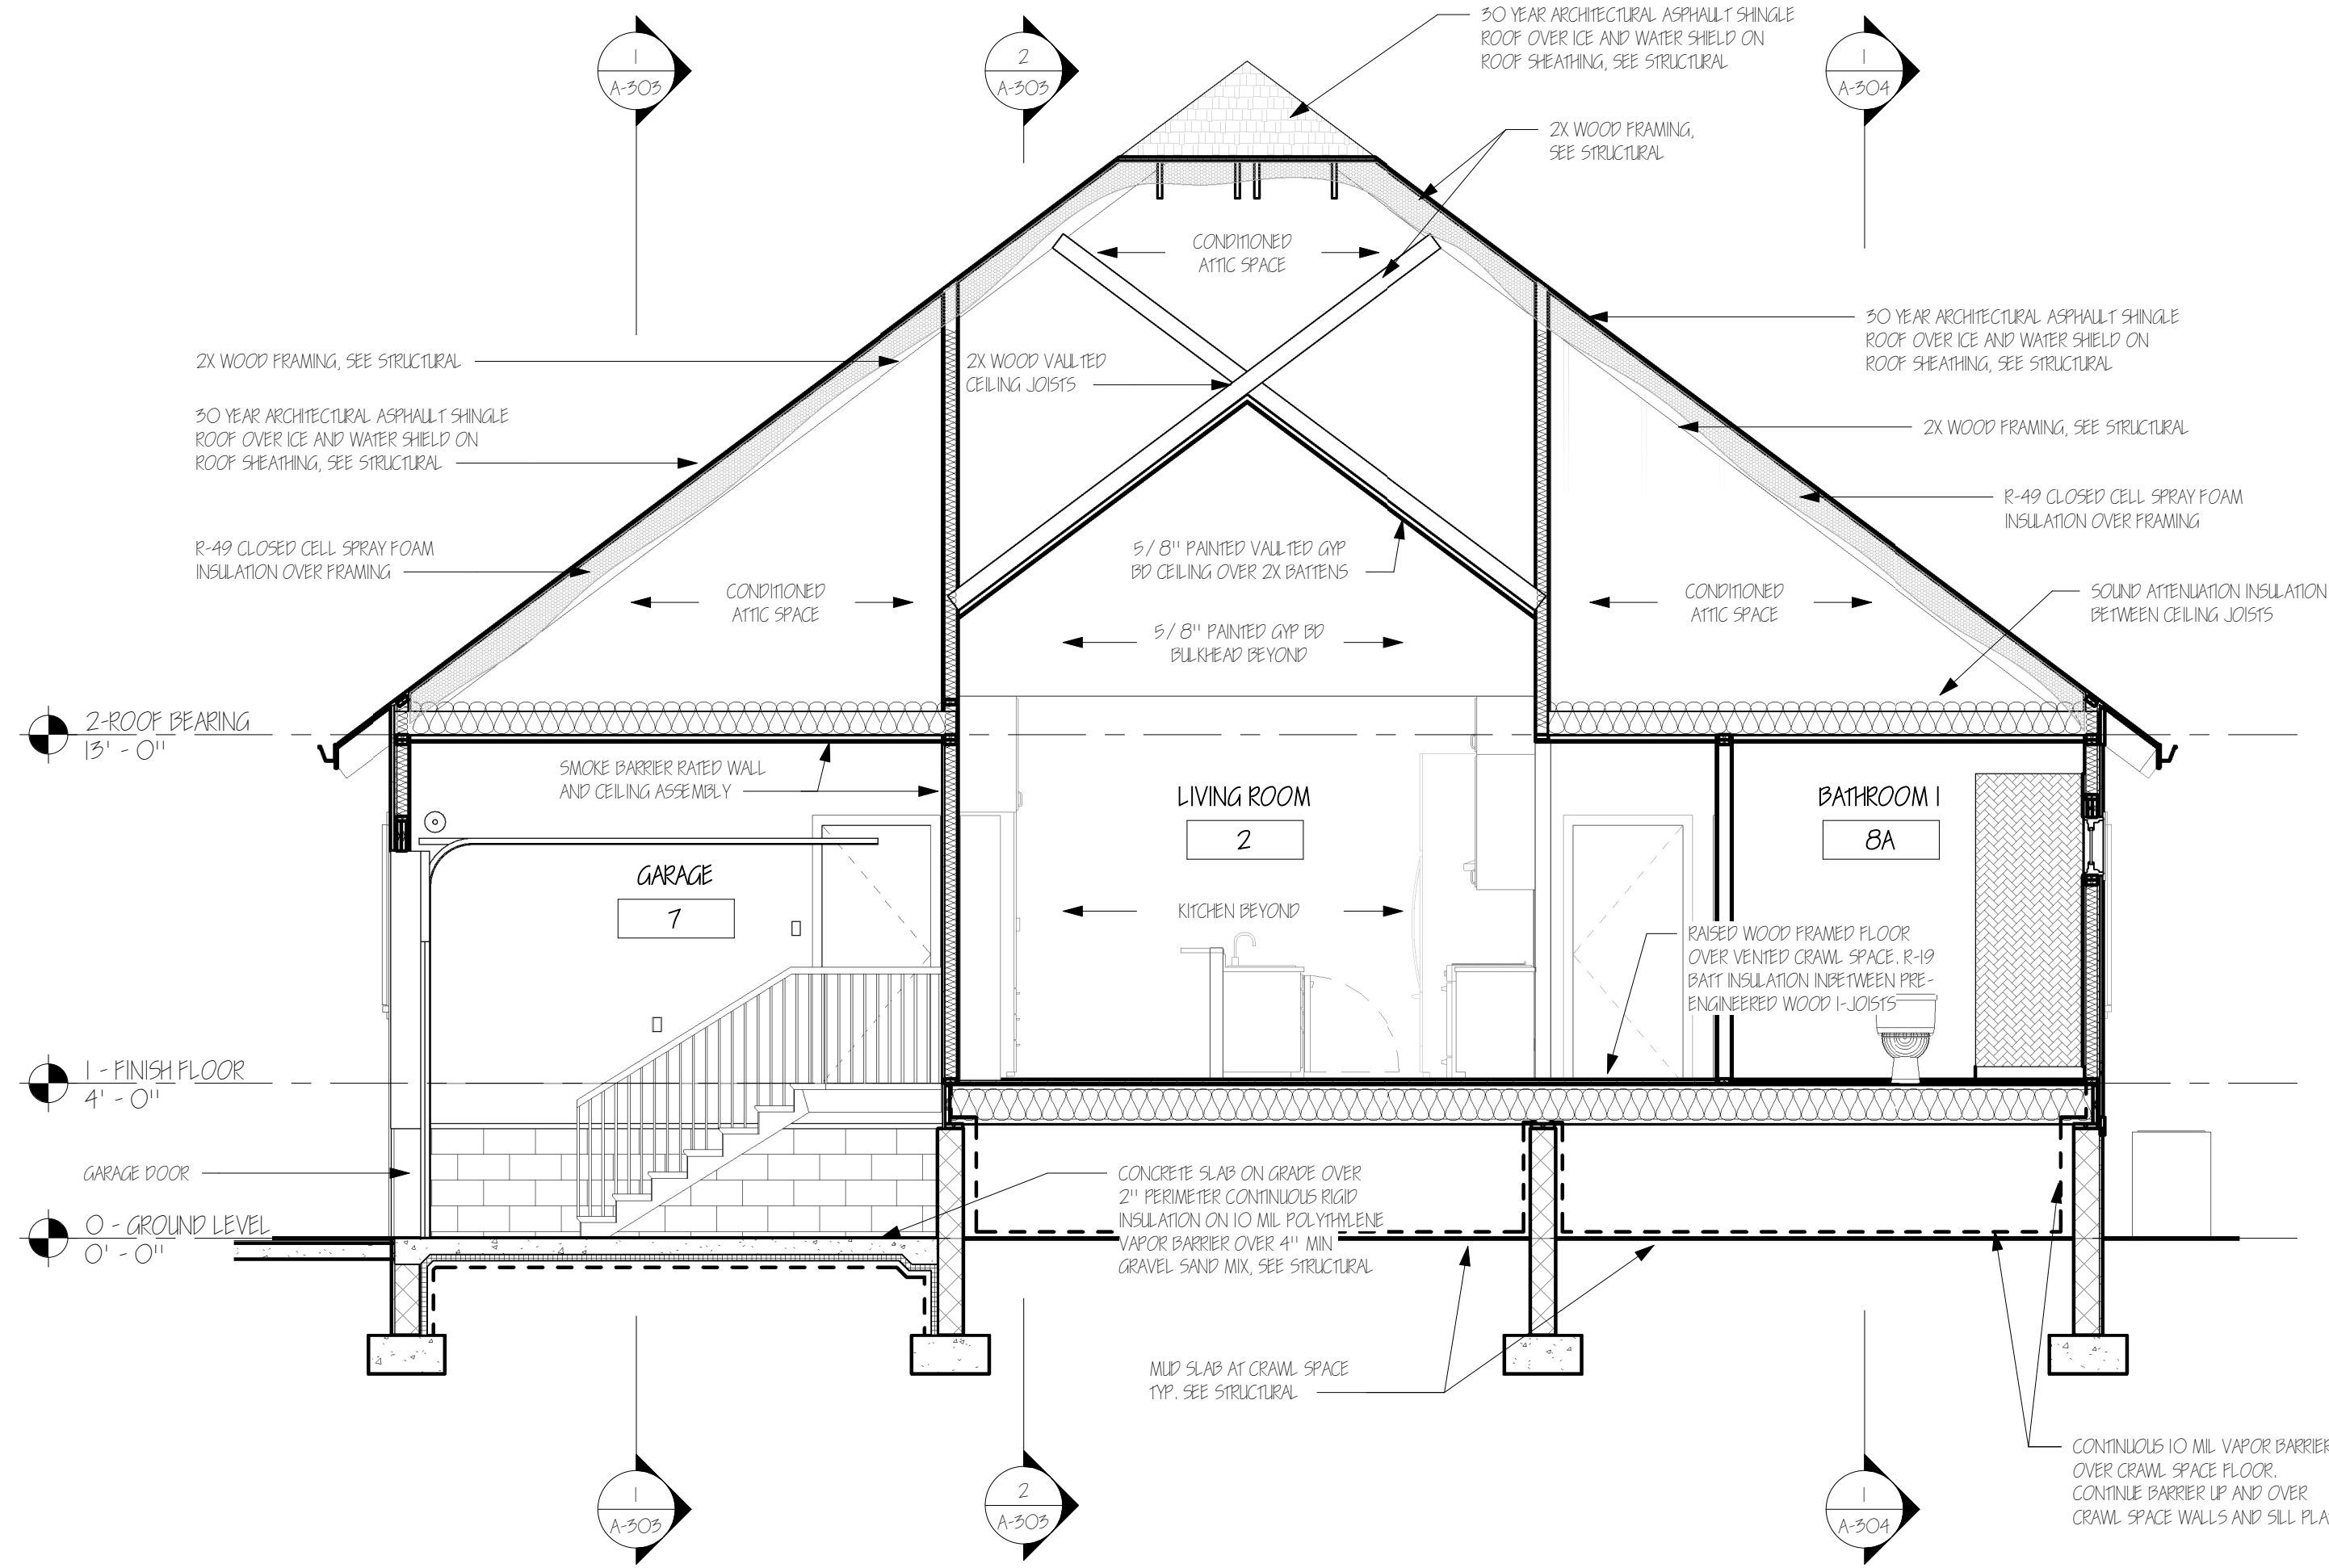 1
A-303
2
A-303
1
A-304
30 YEAR ARCHITECTURAL ASPHAULT SHINGLE
ROOF OVER ICE AND WATER SHIELD ON
ROOF SHEATHING, SEE STRUCTURAL
2X WOOD FRAMING,
SEE STRUCTURAL
CONDITIONED
ATTIC SPACE
30 YEAR ARCHITECTURAL ASPHAULT SHINGLE
ROOF OVER ICE AND WATER SHIELD ON
ROOF SHEATHING, SEE STRUCTURAL
2X WOOD FRAMING, SEE STRUCTURAL
2X WOOD VAULTED
CEILING JOISTS
30 YEAR ARCHITECTURAL ASPHAULT SHINGLE
ROOF OVER ICE AND WATER SHIELD ON
ROOF SHEATHING, SEE STRUCTURAL
2X WOOD FRAMING, SEE STRUCTURAL
R-49 CLOSED CELL SPRAY FOAM
INSULATION OVER FRAMING
R-49 CLOSED CELL SPRAY FOAM
INSULATION OVER FRAMING
5/8" PAINTED VAULTED GYP
BD CEILING OVER 2X BATTENS
CONDITIONED
ATTIC SPACE
CONDITIONED
ATTIC SPACE
SOUND ATTENUATION INSULATION
BETWEEN CEILING JOISTS
5/8" PAINTED GYP BD
BULKHEAD BEYOND
2-ROOF BEARING
13' - 0"
SMOKE BARRIER RATED WALL
AND CEILING ASSEMBLY
LIVING ROOM
2
BATHROOM 1
8A
GARAGE
7
KITCHEN BEYOND
RAISED WOOD FRAMED FLOOR
OVER VENTED CRAWL SPACE. R-19
BATT INSULATION INBETWEEN PRE-
ENGINEERED WOOD I-JOISTS
1 - FINISH FLOOR
4' - 0"
GARAGE DOOR
CONCRETE SLAB ON GRADE OVER
2" PERIMETER CONTINUOUS RIGID
INSULATION ON 10 MIL POLYTHYLENE
VAPOR BARRIER OVER 4" MIN
GRAVEL SAND MIX, SEE STRUCTURAL
0 - GROUND LEVEL
0' - 0"
MUD SLAB AT CRAWL SPACE
TYP. SEE STRUCTURAL
CONTINUOUS 10 MIL VAPOR BARRIER
OVER CRAWL SPACE FLOOR.
CONTINUE BARRIER UP AND OVER
CRAWL SPACE WALLS AND SILL PLA
1
A-303
2
A-303
1
A-304